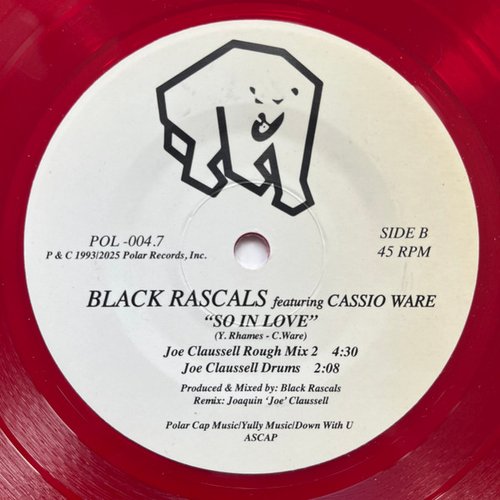 POL -004.7
P & C 1993/2025 Polar Records, Inc.
SIDE B
45 RPM
BLACK RASCALS featuring CASSIO WARE
“SO IN LOVE”
(Y. Rhames - C.Ware)
Joe Claussell Rough Mix 2 4:30
Joe Claussell Drums 2:08
Produced & Mixed by: Black Rascals
Remix: Joaquin ‘Joe’ Claussell
Polar Cap Music/Yully Music/Down With U
ASCAP